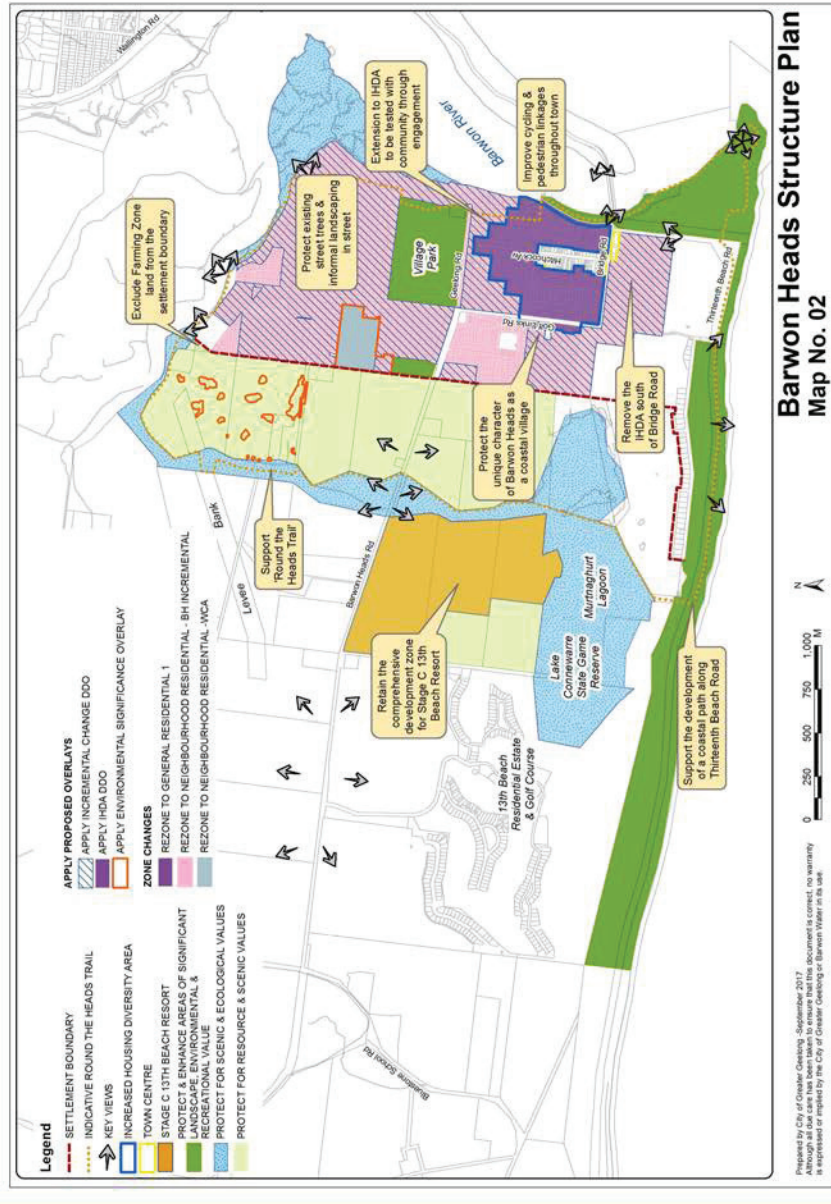 Legend
SETTLEMENT BOUNDARY
INDICATIVE ROUND THE HEADS TRAIL
KEY VIEWS
INCREASED HOUSING DIVERSITY AREA
TOWN CENTRE
STAGE C 13TH BEACH RESORT
PROTECT & ENHANCE AREAS OF SIGNIFICANT
LANDSCAPE, ENVIRONMENTAL &
RECREATIONAL VALUE
PROTECT FOR SCENIC & ECOLOGICAL VALUES
PROTECT FOR RESOURCE & SCENIC VALUES
APPLY PROPOSED OVERLAYS
APPLY INCREMENTAL CHANGE DDO
APPLY IHDA DDO
APPLY ENVIRONMENTAL SIGNIFICANCE OVERLAY
ZONE CHANGES
REZONE TO GENERAL RESIDENTIAL 1
REZONE TO NEIGHBOURHOOD RESIDENTIAL - BH INCREMENTAL
REZONE TO NEIGHBOURHOOD RESIDENTIAL -WCA
Wallington Rd
Exclude Farming Zone
land from the
settlement boundary
Protect existing
street trees &
informal landscaping
in street
Extension to IHDA
to be tested with
community through
engagement
Barwon River
Improve cycling &
pedestrian linkages
throughout town
Village
Park
Geelong Rd
Hitchcock Av
Bridge Rd
Golf Links Rd
Bank
Levee
Support
'Round the
Heads Trail'
Barwon Heads Rd
Protect the
unique character
of Barwon Heads as
a coastal village
Remove the
IHDA south
of Bridge Road
Thirteenth Beach Rd
Retain the
comprehensive
development zone
for Stage C 13th
Beach Resort
Lake
Connewarre
State Game
Reserve
Murtnaghurt
Lagoon
13th Beach
Residential Estate
& Golf Course
Bluestone School Rd
Support the development
of a coastal path along
Thirteenth Beach Road
Prepared by City of Greater Geelong -September 2017
Although all due care has been taken to ensure that this document is correct, no warranty
is expressed or implied by the City of Greater Geelong or Barwon Water in its use.
0 250 500 750 1,000
M
N
Barwon Heads Structure Plan
Map No. 02